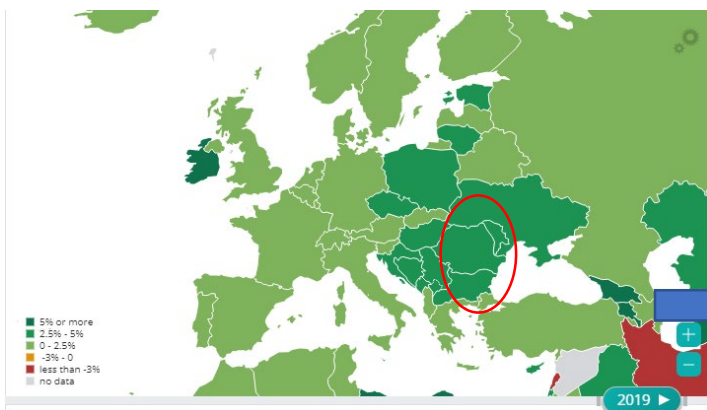 5% or more
2.5% - 5%
0 - 2.5%
-3% - 0
less than -3%
no data
+
−
2019 ▶